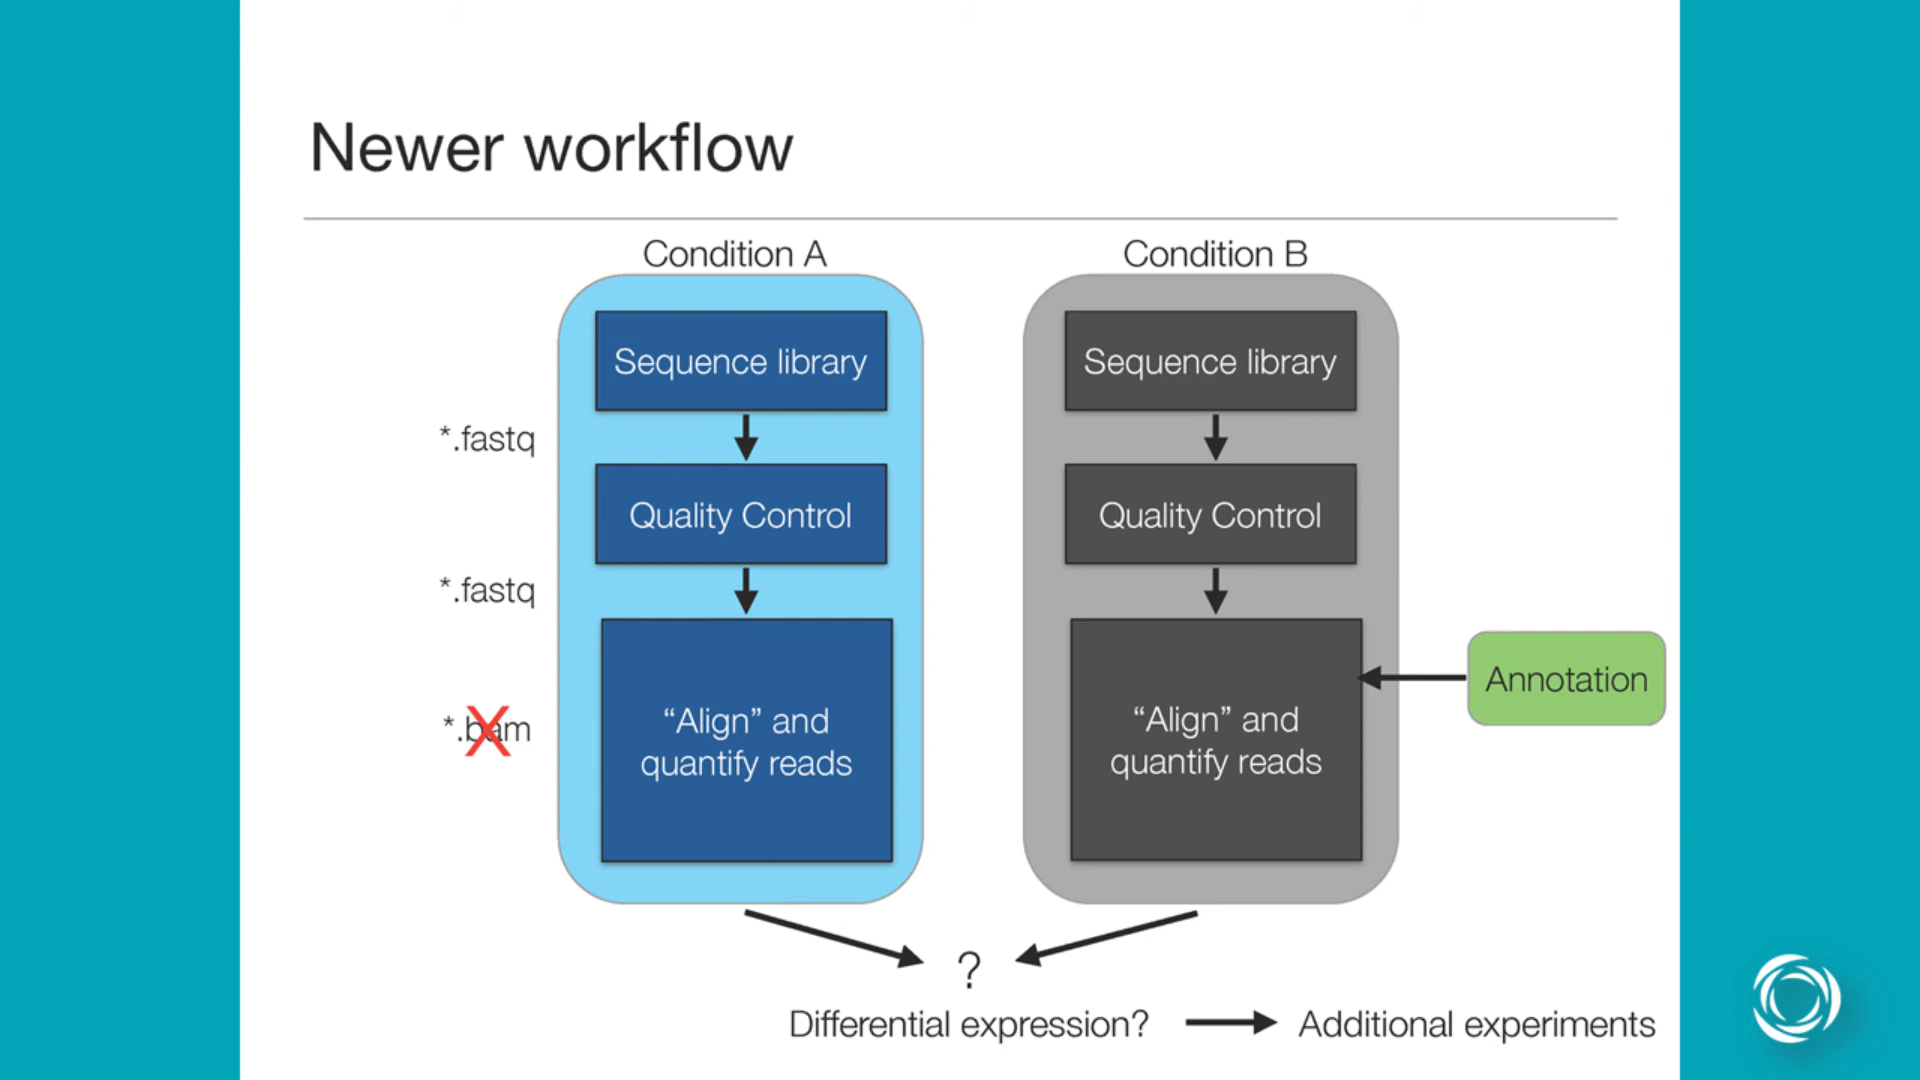 Newer workflow
Condition A
Condition B
Sequence library
Sequence library
*.fastq
Quality Control
Quality Control
*.fastq
“Align” and
quantify reads
“Align” and
quantify reads
Annotation
*.bam
?
Differential expression?
Additional experiments